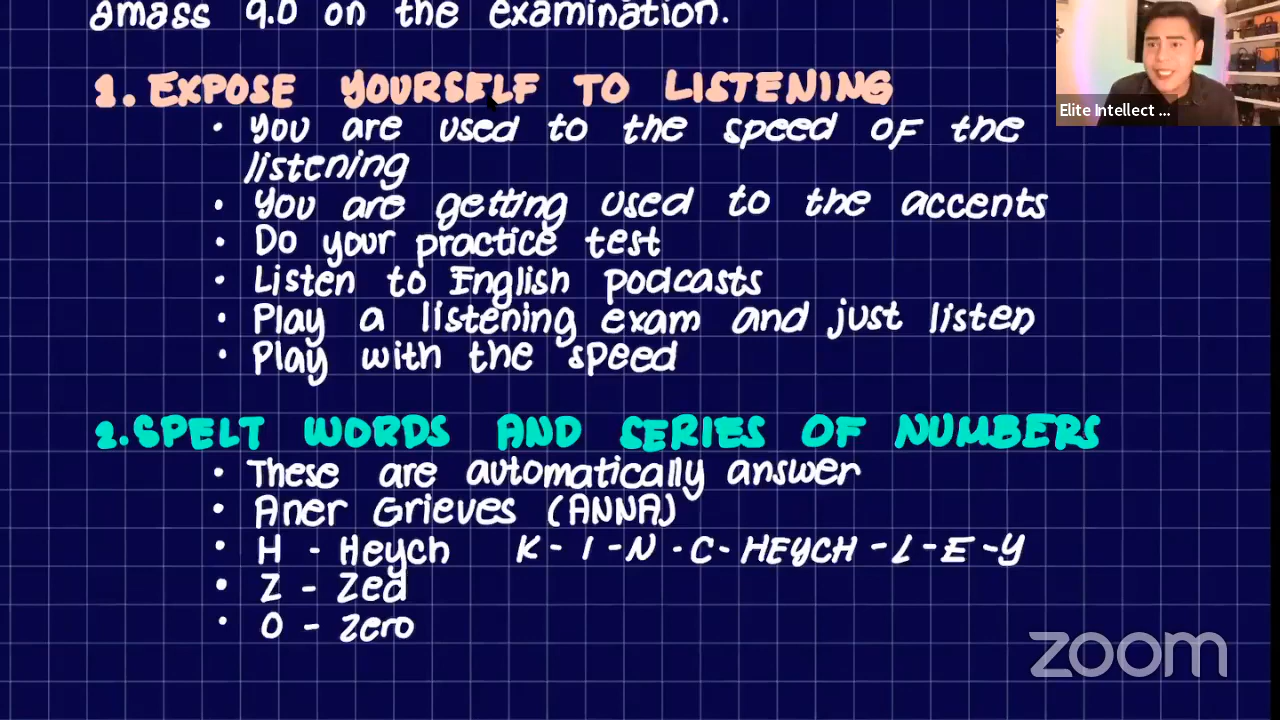 amass 9.0 on the examination.
1. EXPOSE YOURSELF TO LISTENING
• You are used to the speed of the
listening
• You are getting used to the accents
• Do your practice test
• Listen to English podcasts
• Play a listening exam and just listen
• Play with the speed
2. SPELT WORDS AND SERIES OF NUMBERS
• These are automatically answer
• Aner Grieves (ANNA)
• H - Heych K - I - N - C - HEYCH - L - E - Y
• Z - Zed
• O - Zero
Elite Intellect ...
zoom